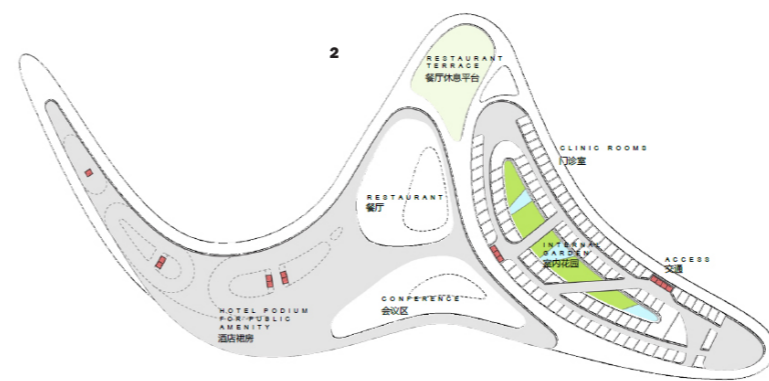 2
RESTAURANT
TERRACE
餐厅休息平台
CLINIC ROOMS
门诊室
RESTAURANT
餐厅
INTERNAL
GARDEN
室内花园
ACCESS
交通
CONFERENCE
会议区
HOTEL PODIUM
FOR PUBLIC
AMENITY
酒店裙房